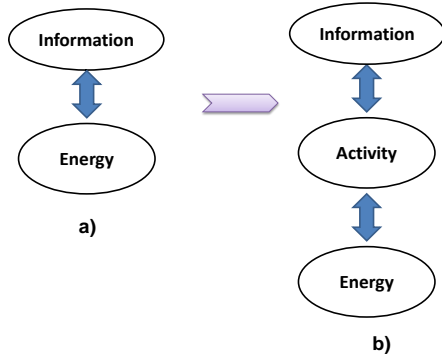 Information
Energy
a)
Information
Activity
Energy
b)